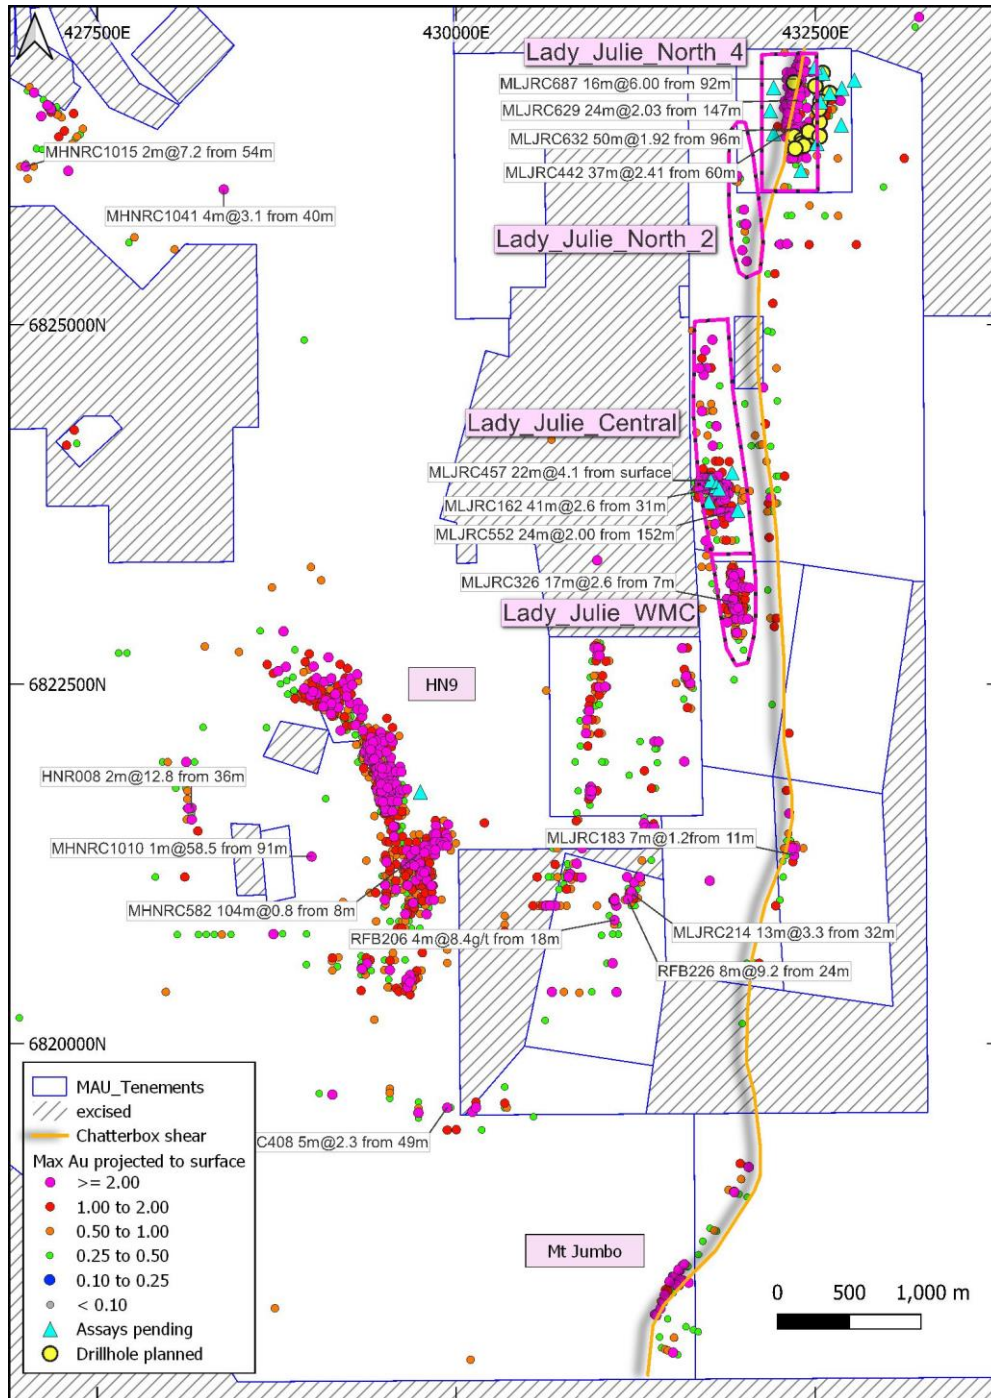 427500E
430000E
432500E
Lady_Julie_North_4
MLJRC687 16m@6.00 from 92m
MLJRC629 24m@2.03 from 147m
MLJRC632 50m@1.92 from 96m
MHNRC1015 2m@7.2 from 54m
MLJRC442 37m@2.41 from 60m
MHNRC1041 4m@3.1 from 40m
Lady_Julie_North_2
6825000N
Lady_Julie_Central
MLJRC457 22m@4.1 from surface
MLJRC162 41m@2.6 from 31m
MLJRC552 24m@2.00 from 152m
MLJRC326 17m@2.6 from 7m
Lady_Julie_WMC
6822500N
HN9
HNR008 2m@12.8 from 36m
MLJRC183 7m@1.2from 11m
MHNRC1010 1m@58.5 from 91m
MHNRC582 104m@0.8 from 8m
MLJRC214 13m@3.3 from 32m
RFB206 4m@8.4g/t from 18m
RFB226 8m@9.2 from 24m
6820000N
C408 5m@2.3 from 49m
MAU_Tenements
excised
Chatterbox shear
Max Au projected to surface
>= 2.00
1.00 to 2.00
0.50 to 1.00
0.25 to 0.50
0.10 to 0.25
< 0.10
Assays pending
Drillhole planned
Mt Jumbo
0 500 1,000 m